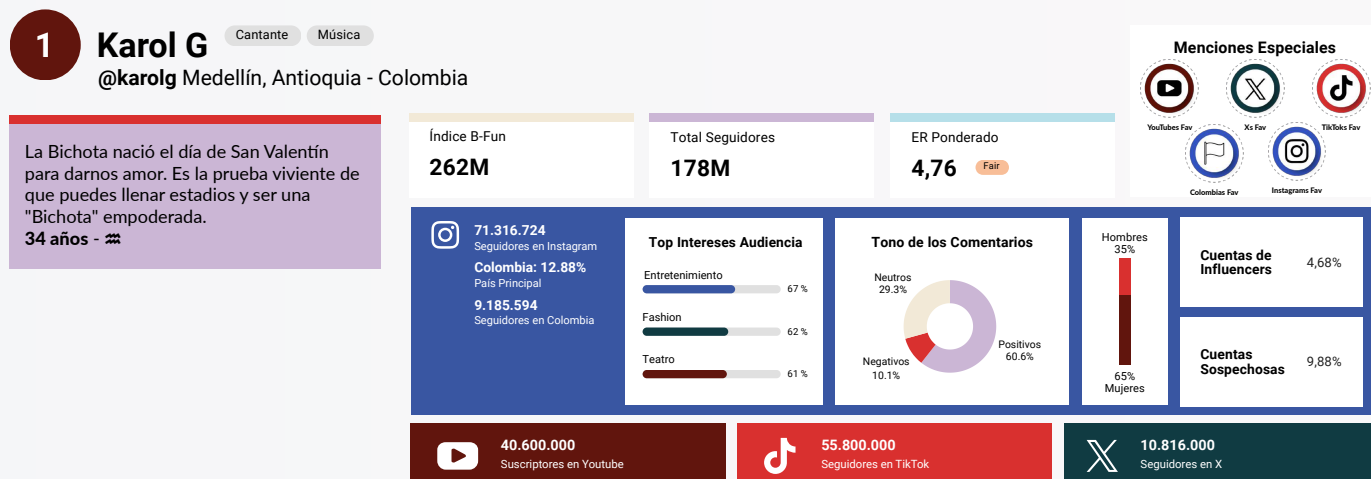 1
Karol G
Cantante
Música
@karolg Medellín, Antioquia - Colombia
Menciones Especiales
YouTubes Fav
Xs Fav
TikToks Fav
Colombias Fav
Instagrams Fav
La Bichota nació el día de San Valentín
para darnos amor. Es la prueba viviente de
que puedes llenar estadios y ser una
"Bichota" empoderada.
34 años - ♒
Índice B-Fun
262M
Total Seguidores
178M
ER Ponderado
4,76
Fair
71.316.724
Seguidores en Instagram
Colombia: 12.88%
País Principal
9.185.594
Seguidores en Colombia
Top Intereses Audiencia
Entretenimiento
67 %
Fashion
62 %
Teatro
61 %
Tono de los Comentarios
Neutros
29.3%
Negativos
10.1%
Positivos
60.6%
Hombres
35%
65%
Mujeres
Cuentas de
Influencers
4,68%
Cuentas
Sospechosas
9,88%
40.600.000
Suscriptores en Youtube
55.800.000
Seguidores en TikTok
10.816.000
Seguidores en X